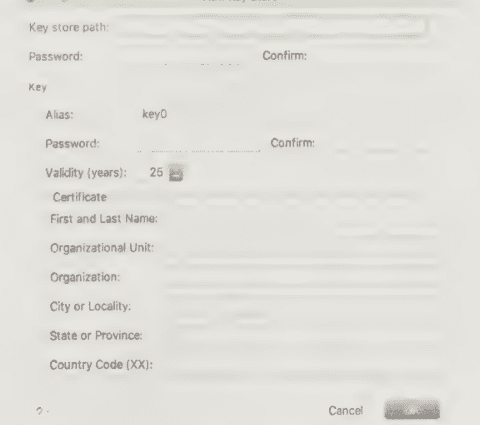 Key store path:
Password: Confirm:
Key
Alias: key0
Password: Confirm:
Validity (years): 25
Certificate
First and Last Name:
Organizational Unit:
Organization:
City or Locality:
State or Province:
Country Code (XX):
? Cancel